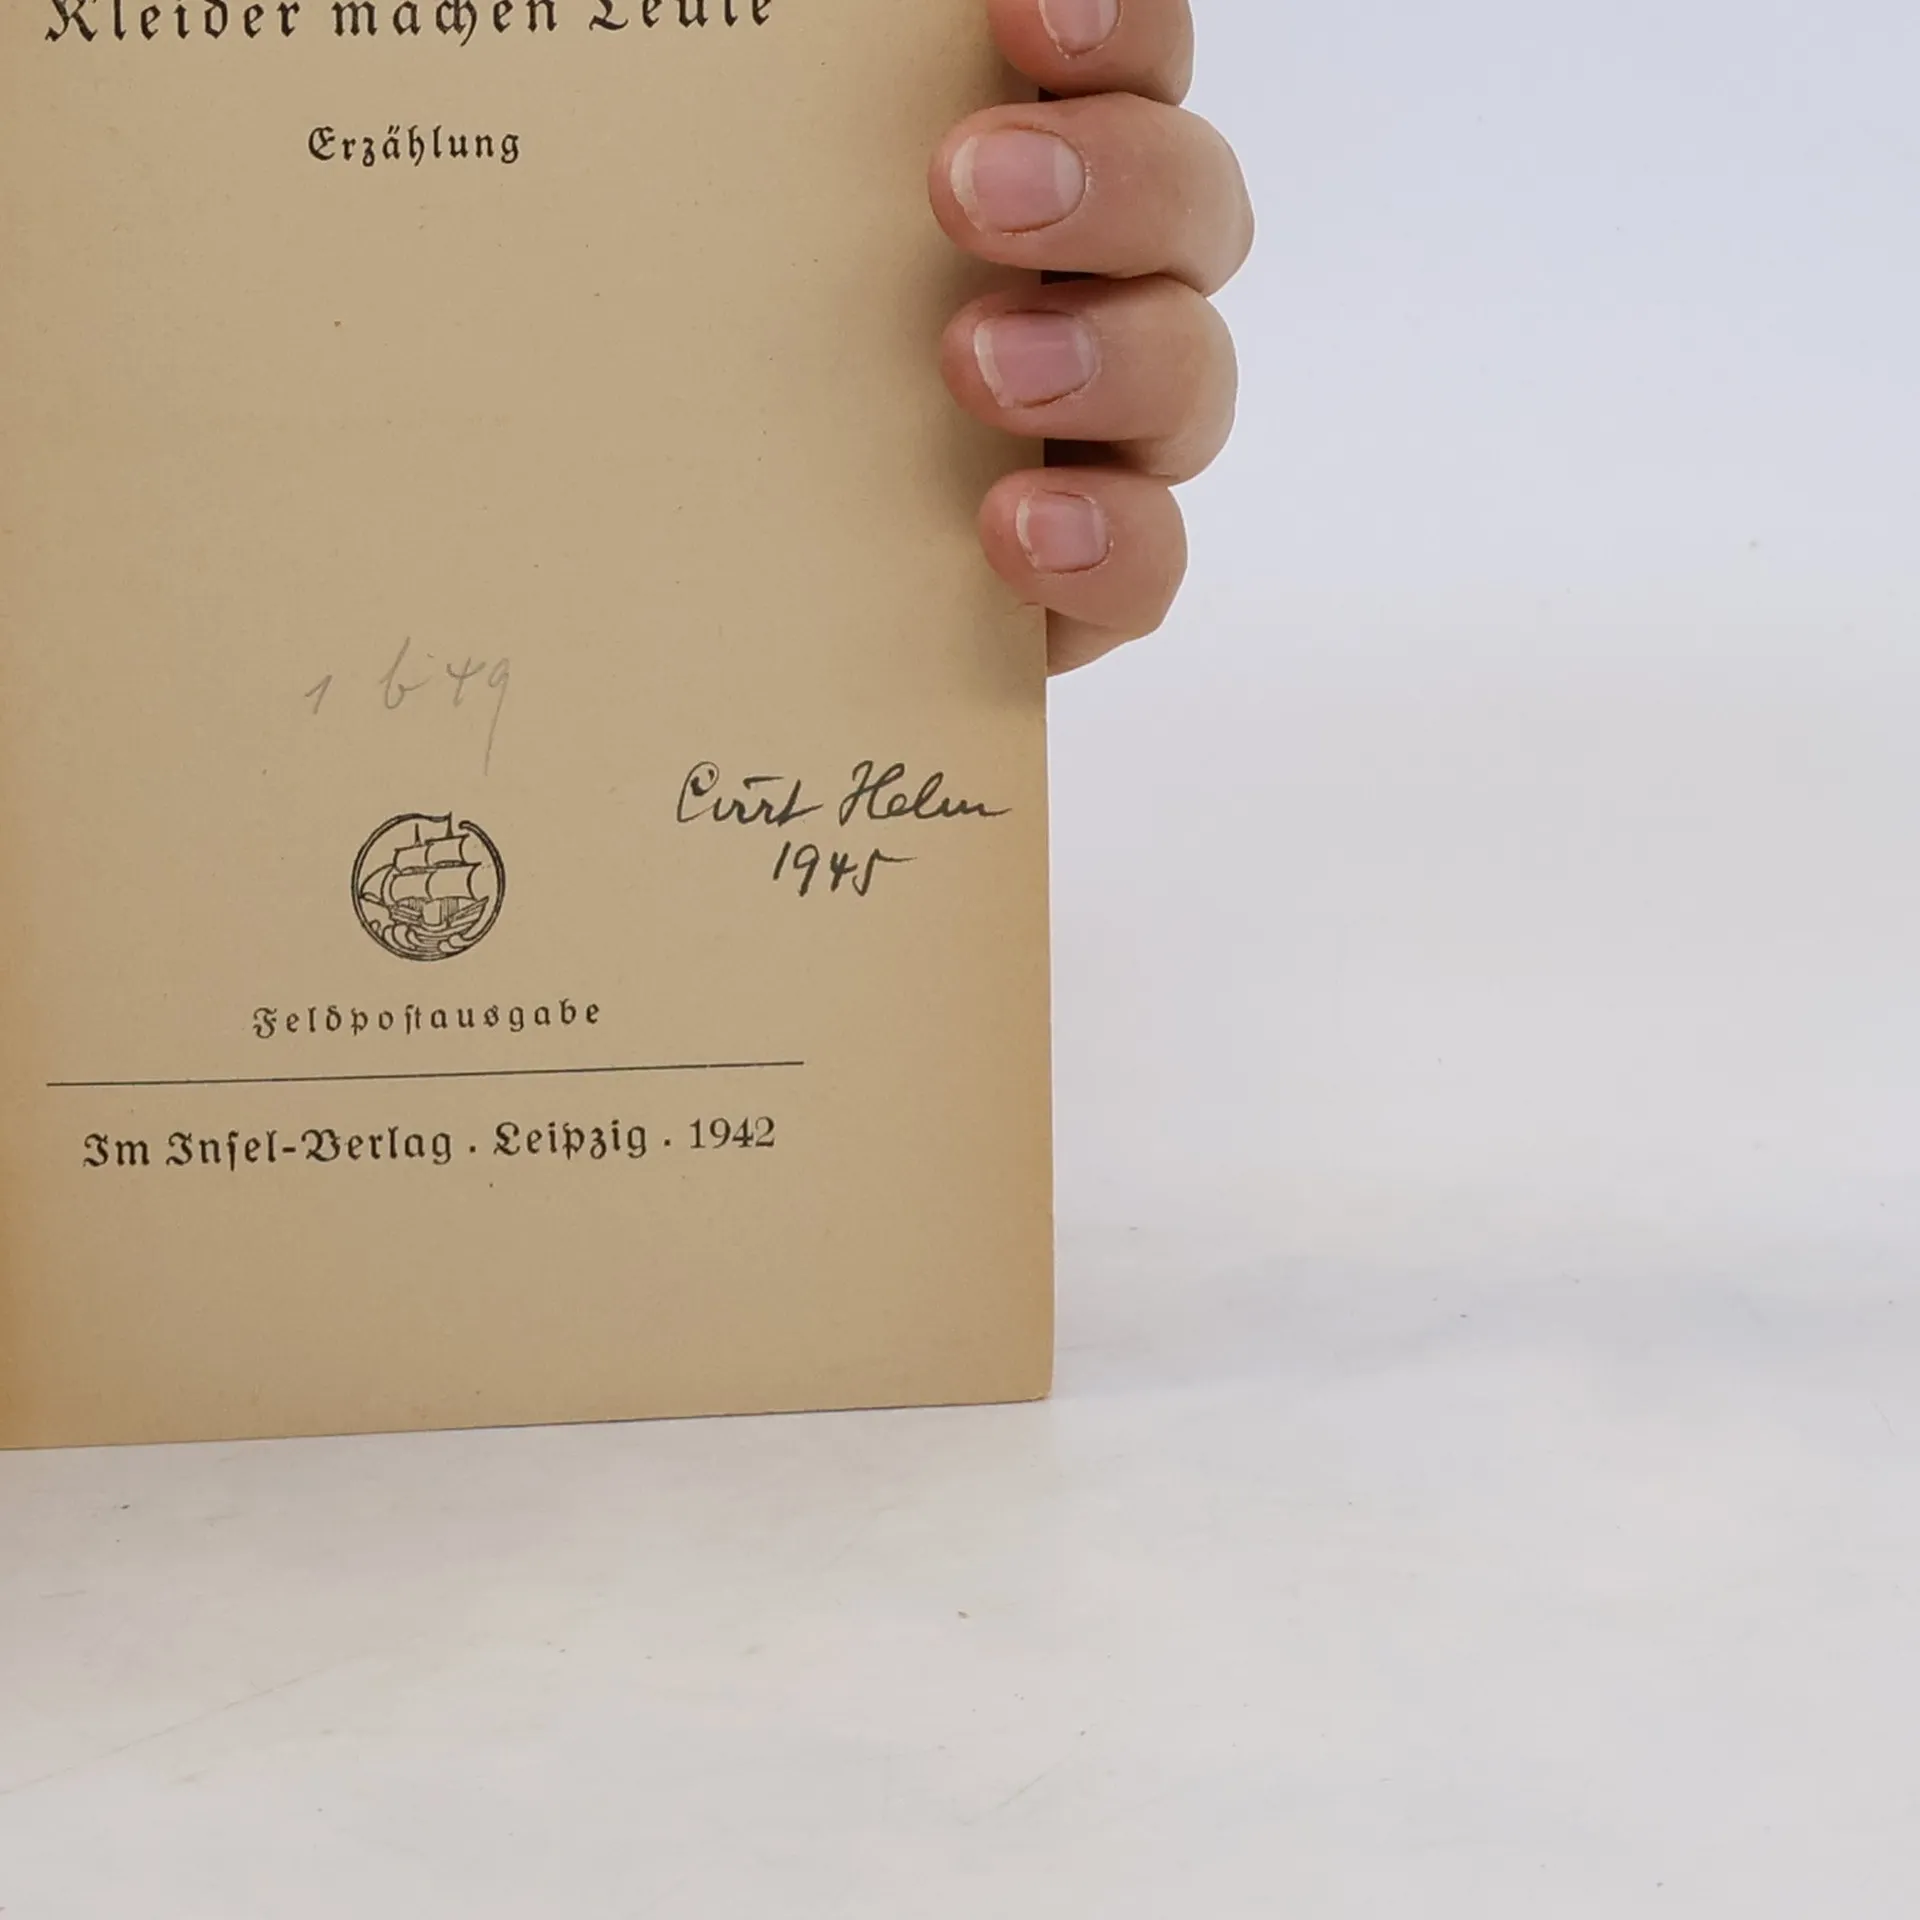 Kleider machen Leute
Erzählung
1 b 49
Curt Helm
1945
Feldpoſtausgabe
Im Inſel-Verlag . Leipzig . 1942